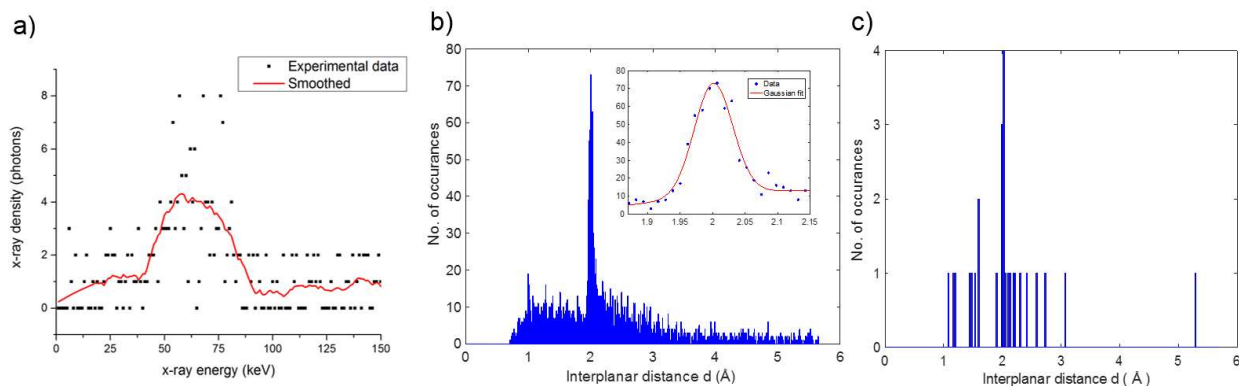 a)
Experimental data
Smoothed
8
6
4
2
0
x-ray density (photons)
0 25 50 75 100 125 150
x-ray energy (keV)
b)
80
70
60
50
40
30
20
10
0
No. of occurances
0 1 2 3 4 5 6
Interplanar distance d (Å)
Data
Gaussian fit
80
70
60
50
40
30
20
10
0
1.9 1.95 2 2.05 2.1 2.15
c)
4
3
2
1
0
No. of occurances
0 1 2 3 4 5 6
Interplanar distance d ( Å)